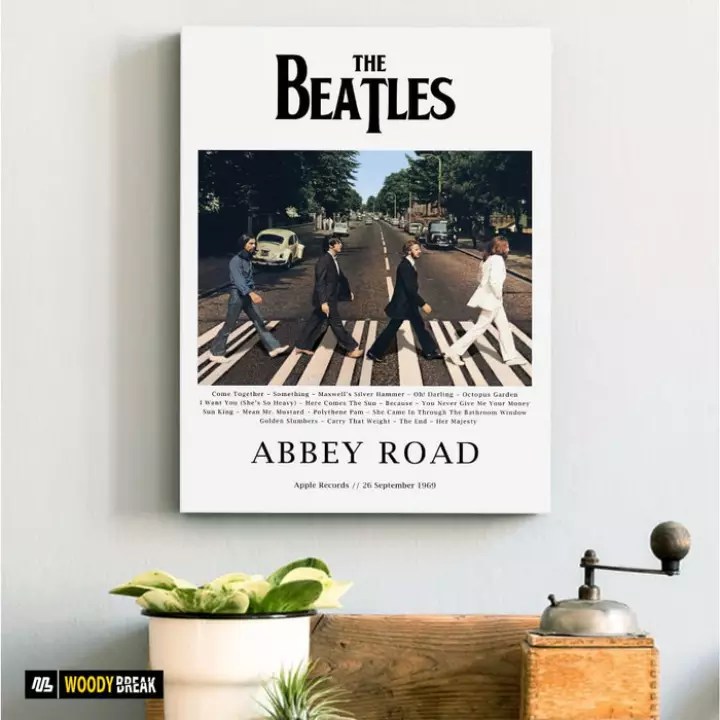 THE
BEATLES
Come Together – Something – Maxwell's Silver Hammer – Oh! Darling – Octopus Garden
I Want You (She's So Heavy) – Here Comes The Sun – Because – You Never Give Me Your Money
Sun King – Mean Mr. Mustard – Polythene Pam – She Came In Through The Bathroom Window
Golden Slumbers – Carry That Weight – The End – Her Majesty
ABBEY ROAD
Apple Records // 26 September 1969
WOODYBREAK